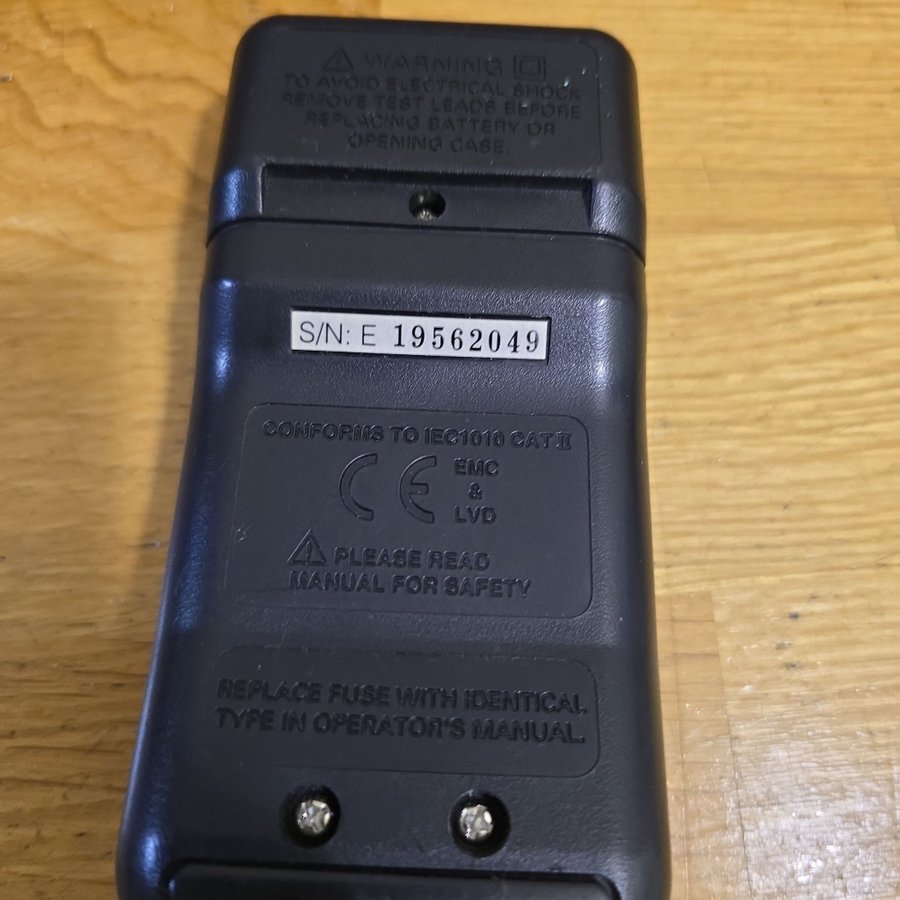 WARNING
TO AVOID ELECTRICAL SHOCK
REMOVE TEST LEADS BEFORE
REPLACING BATTERY OR
OPENING CASE.
S/N: E 19562049
CONFORMS TO IEC1010 CAT II
CE EMC
&
LVD
PLEASE READ
MANUAL FOR SAFETY
REPLACE FUSE WITH IDENTICAL
TYPE IN OPERATOR'S MANUAL.